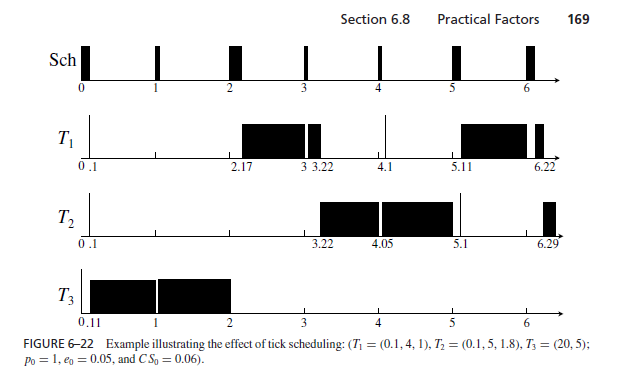 Section 6.8 Practical Factors 169
Sch
0 1 2 3 4 5 6
T₁
0 .1 2.17 3 3.22 4.1 5.11 6.22
T₂
0 .1 3.22 4.05 5.1 6.29
T₃
0.11 1 2 3 4 5 6
FIGURE 6–22 Example illustrating the effect of tick scheduling: (T₁ = (0.1, 4, 1), T₂ = (0.1, 5, 1.8), T₃ = (20, 5);
p₀ = 1, e₀ = 0.05, and CS₀ = 0.06).